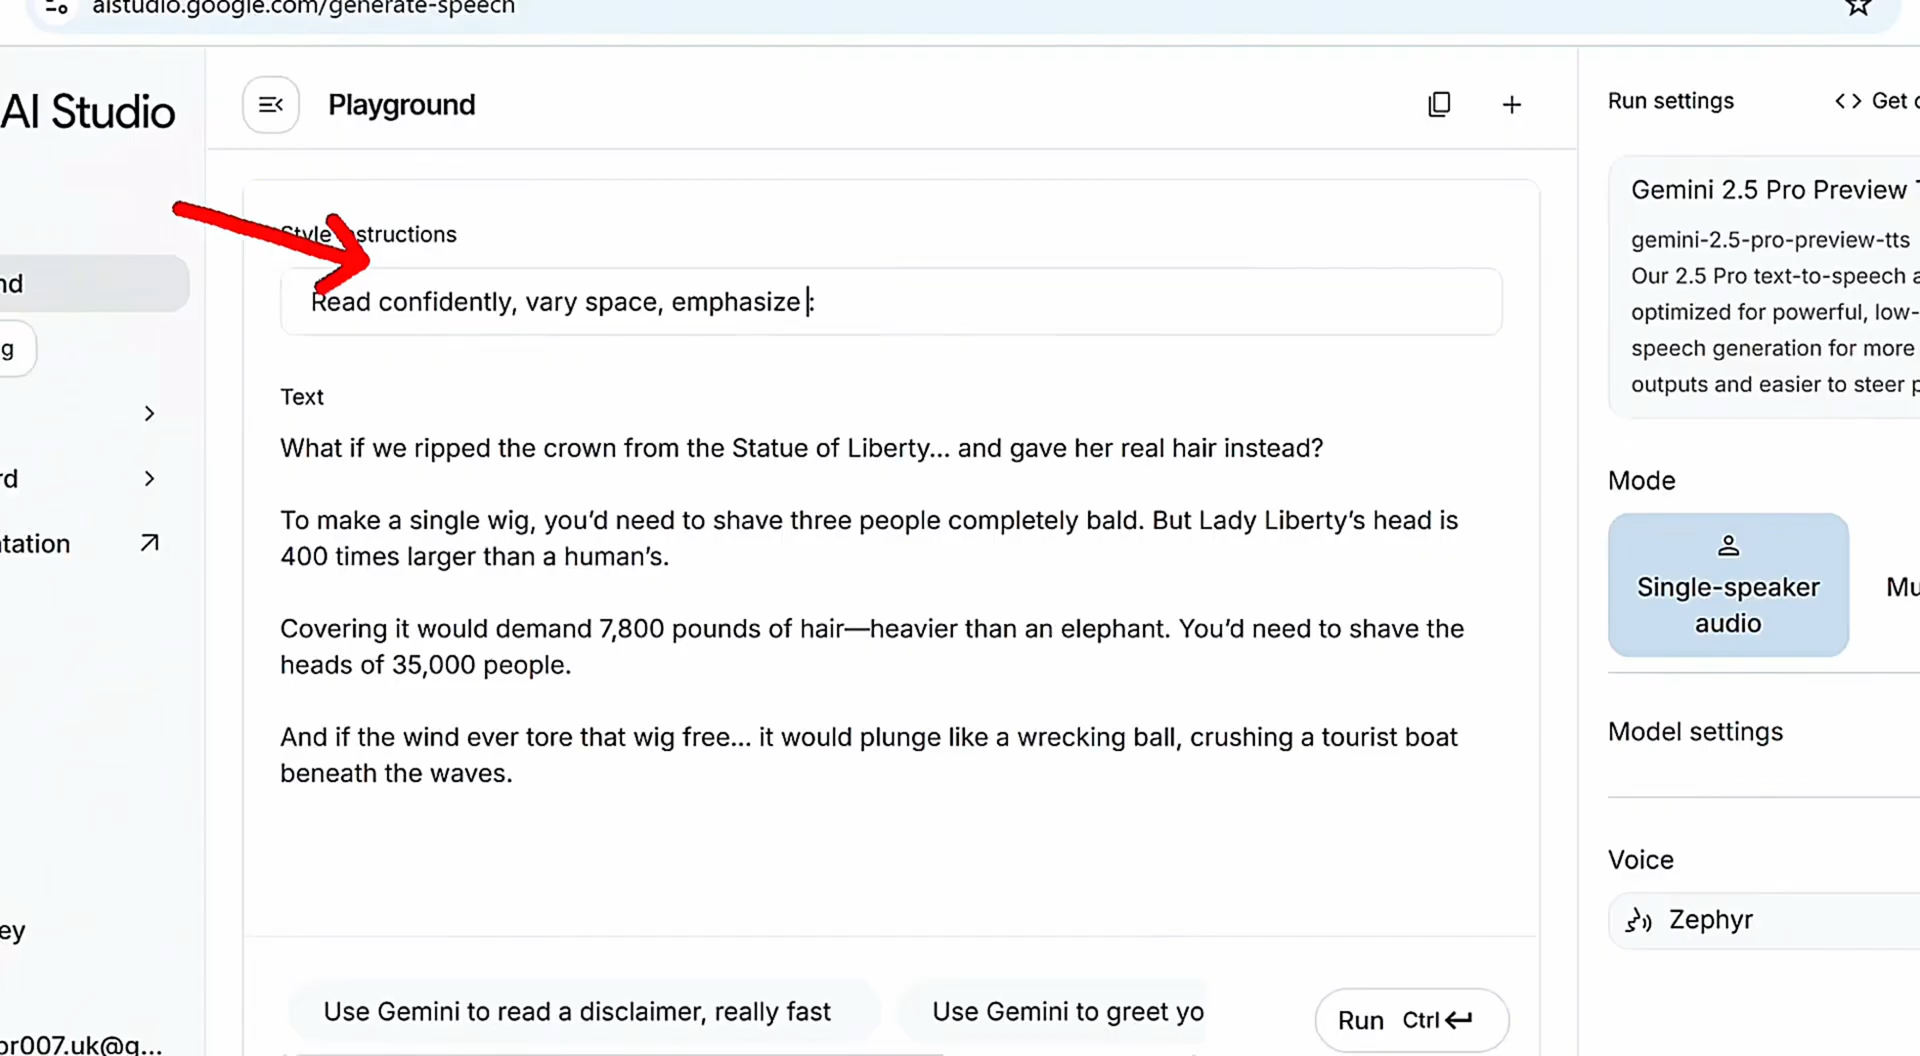 aistudio.google.com/generate-speech
AI Studio
Playground
Run settings
<> Get
Style instructions
Read confidently, vary space, emphasize :
Text
What if we ripped the crown from the Statue of Liberty... and gave her real hair instead?
To make a single wig, you’d need to shave three people completely bald. But Lady Liberty’s head is
400 times larger than a human’s.
Covering it would demand 7,800 pounds of hair—heavier than an elephant. You’d need to shave the
heads of 35,000 people.
And if the wind ever tore that wig free... it would plunge like a wrecking ball, crushing a tourist boat
beneath the waves.
Use Gemini to read a disclaimer, really fast
Use Gemini to greet yo
Run Ctrl
Gemini 2.5 Pro Preview
gemini-2.5-pro-preview-tts
Our 2.5 Pro text-to-speech
optimized for powerful, low-
speech generation for more
outputs and easier to steer
Mode
Single-speaker
audio
Mu
Model settings
Voice
Zephyr
nd
g
rd
tation
ey
or007.uk@g...